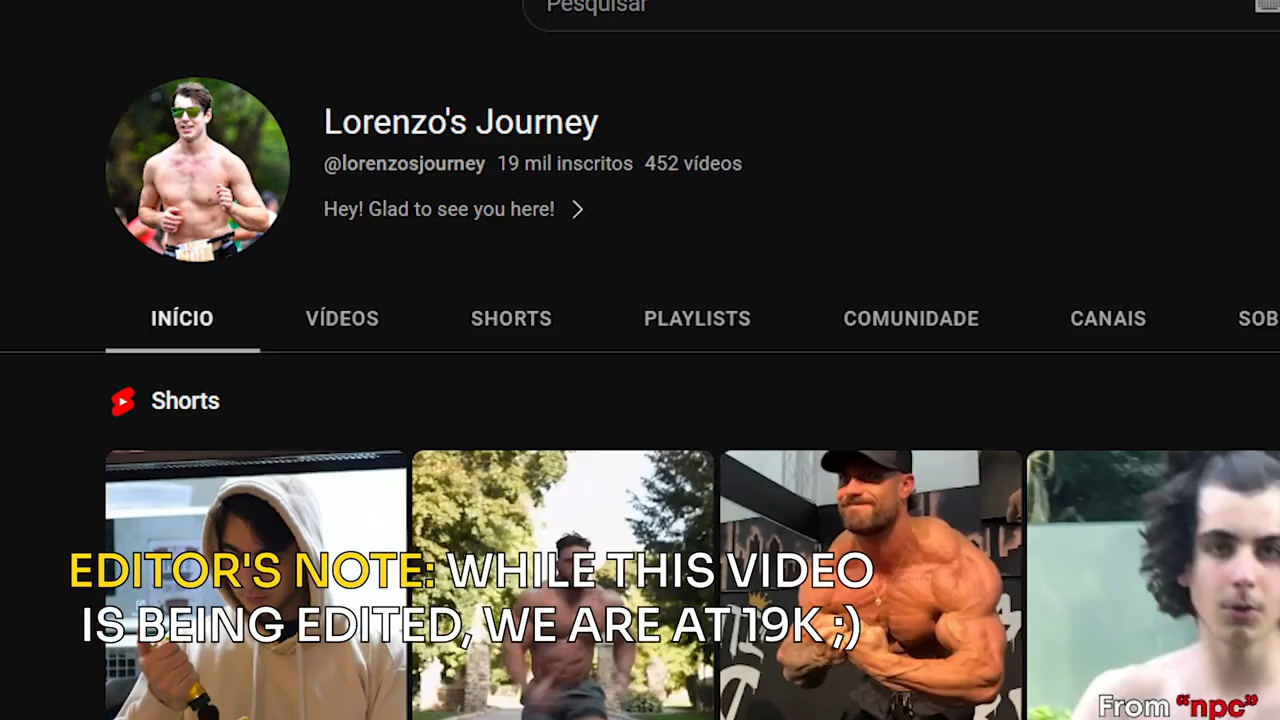 Pesquisar
Lorenzo's Journey
@lorenzosjourney 19 mil inscritos 452 vídeos
Hey! Glad to see you here!
INÍCIO VÍDEOS SHORTS PLAYLISTS COMUNIDADE CANAIS SOB
Shorts
EDITOR'S NOTE: WHILE THIS VIDEO
IS BEING EDITED, WE ARE AT 19K ;)
From “npc”